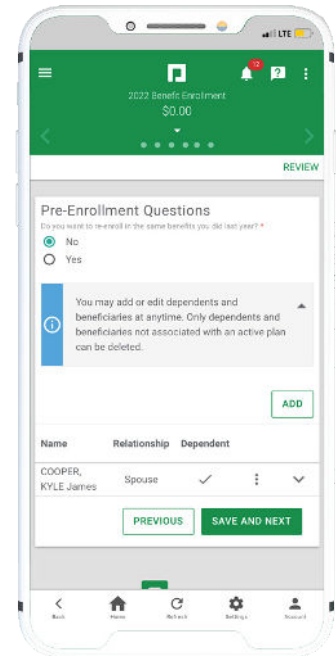 LTE
12
?
2022 Benefit Enrollment
$0.00
REVIEW
Pre-Enrollment Questions
Do you want to re-enroll in the same benefits you did last year? *
No
Yes
You may add or edit dependents and
beneficiaries at anytime. Only dependents and
beneficiaries not associated with an active plan
can be deleted.
ADD
Name Relationship Dependent
COOPER,
KYLE James Spouse
PREVIOUS SAVE AND NEXT
Back Home Refresh Settings Account